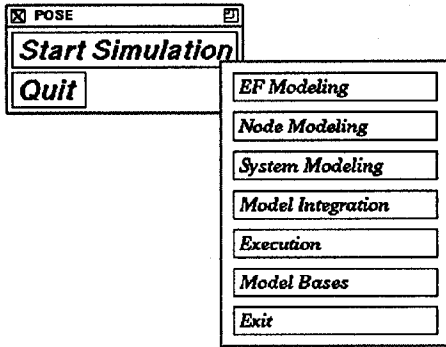 POSE
Start Simulation
Quit
EF Modeling
Node Modeling
System Modeling
Model Integration
Execution
Model Bases
Exit